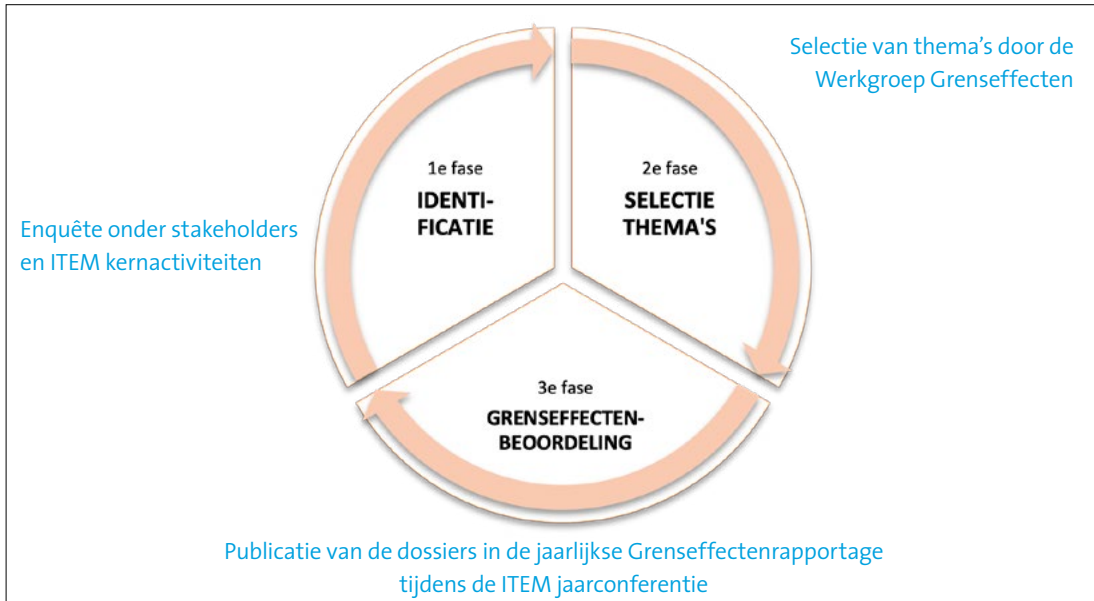 Selectie van thema's door de
Werkgroep Grenseffecten
1e fase
IDENTI-
FICATIE
2e fase
SELECTIE
THEMA'S
Enquête onder stakeholders
en ITEM kernactiviteiten
3e fase
GRENSEFFECTEN-
BEOORDELING
Publicatie van de dossiers in de jaarlijkse Grenseffectenrapportage
tijdens de ITEM jaarconferentie